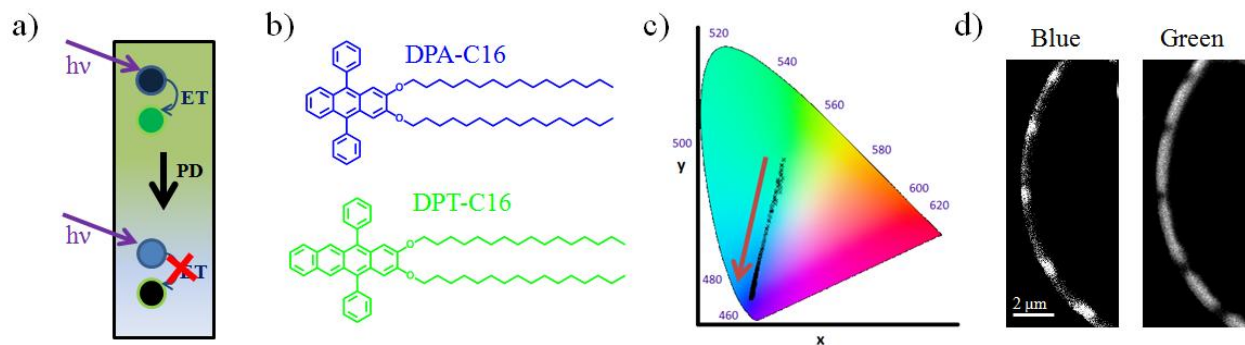 a)
hν
ET
PD
hν
ET
b)
DPA-C16
O
O
DPT-C16
O
O
c)
520
540
560
500
580
y
600
620
480
460
x
d)
Blue
Green
2 μm